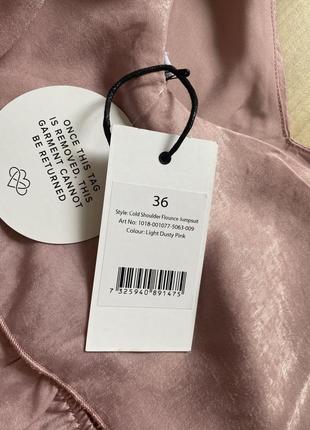 ONCE THIS TAG
IS REMOVED, THIS
GARMENT CANNOT
BE RETURNED
36
Style: Cold Shoulder Flounce Jumpsuit
Art No: 1018-001077-5063-009
Colour: Light Dusty Pink
7 325940 891475